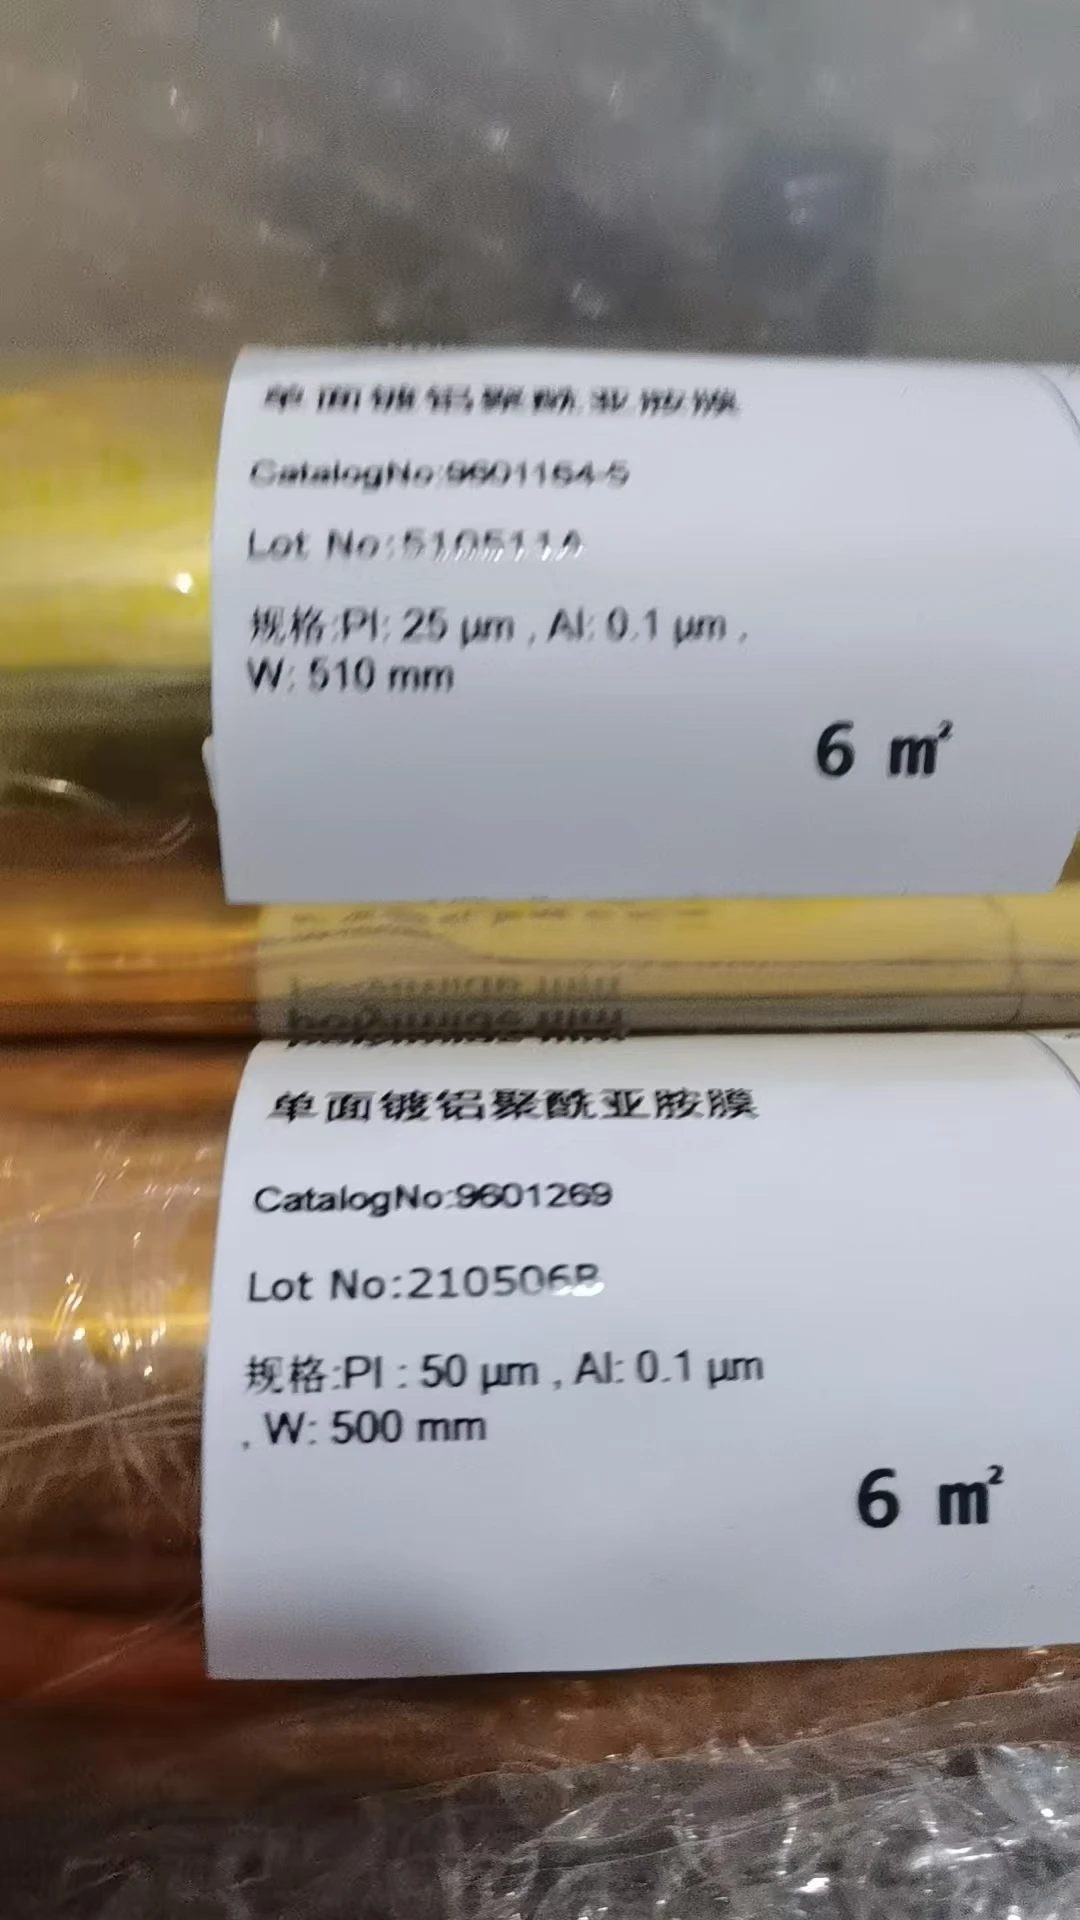 单面镀铝聚酰亚胺膜
CatalogNo:9601164-5
Lot No:510511A
规格:PI: 25 μm , Al: 0.1 μm ,
W: 510 mm
6 m²
单面镀铝聚酰亚胺膜
CatalogNo:9601269
Lot No:210506B
规格:PI : 50 μm , Al: 0.1 μm
, W: 500 mm
6 m²